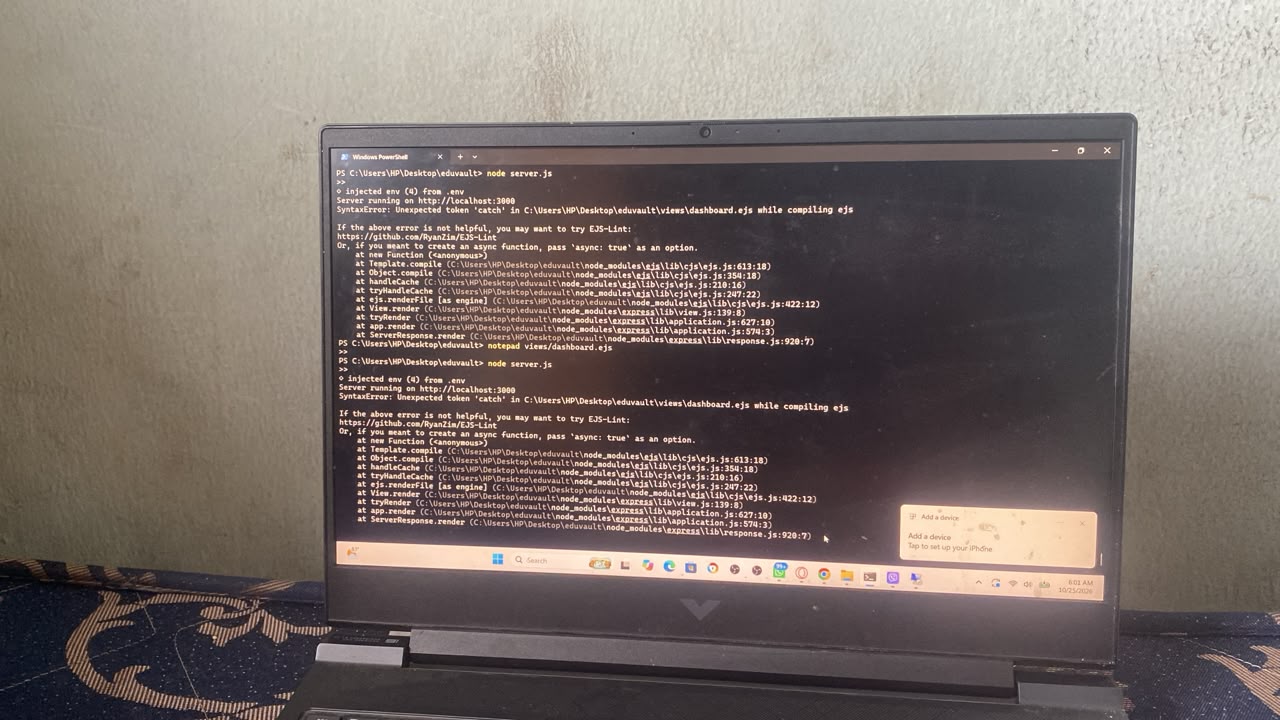 Windows PowerShell
PS C:\Users\HP\Desktop\eduvault> node server.js
>>
◇ injected env (4) from .env
Server running on http://localhost:3000
SyntaxError: Unexpected token 'catch' in C:\Users\HP\Desktop\eduvault\views\dashboard.ejs while compiling ejs
If the above error is not helpful, you may want to try EJS-Lint:
https://github.com/RyanZim/EJS-Lint
Or, if you meant to create an async function, pass `async: true` as an option.
at new Function (<anonymous>)
at Template.compile (C:\Users\HP\Desktop\eduvault\node_modules\ejs\lib\cjs\ejs.js:613:18)
at Object.compile (C:\Users\HP\Desktop\eduvault\node_modules\ejs\lib\cjs\ejs.js:354:18)
at handleCache (C:\Users\HP\Desktop\eduvault\node_modules\ejs\lib\cjs\ejs.js:210:16)
at tryHandleCache (C:\Users\HP\Desktop\eduvault\node_modules\ejs\lib\cjs\ejs.js:247:22)
at ejs.renderFile [as engine] (C:\Users\HP\Desktop\eduvault\node_modules\ejs\lib\cjs\ejs.js:422:12)
at View.render (C:\Users\HP\Desktop\eduvault\node_modules\express\lib\view.js:139:8)
at tryRender (C:\Users\HP\Desktop\eduvault\node_modules\express\lib\application.js:627:10)
at app.render (C:\Users\HP\Desktop\eduvault\node_modules\express\lib\application.js:574:3)
at ServerResponse.render (C:\Users\HP\Desktop\eduvault\node_modules\express\lib\response.js:920:7)
PS C:\Users\HP\Desktop\eduvault> notepad views/dashboard.ejs
>>
PS C:\Users\HP\Desktop\eduvault> node server.js
>>
◇ injected env (4) from .env
Server running on http://localhost:3000
SyntaxError: Unexpected token 'catch' in C:\Users\HP\Desktop\eduvault\views\dashboard.ejs while compiling ejs
If the above error is not helpful, you may want to try EJS-Lint:
https://github.com/RyanZim/EJS-Lint
Or, if you meant to create an async function, pass `async: true` as an option.
at new Function (<anonymous>)
at Template.compile (C:\Users\HP\Desktop\eduvault\node_modules\ejs\lib\cjs\ejs.js:613:18)
at Object.compile (C:\Users\HP\Desktop\eduvault\node_modules\ejs\lib\cjs\ejs.js:354:18)
at handleCache (C:\Users\HP\Desktop\eduvault\node_modules\ejs\lib\cjs\ejs.js:210:16)
at tryHandleCache (C:\Users\HP\Desktop\eduvault\node_modules\ejs\lib\cjs\ejs.js:247:22)
at ejs.renderFile [as engine] (C:\Users\HP\Desktop\eduvault\node_modules\ejs\lib\cjs\ejs.js:422:12)
at View.render (C:\Users\HP\Desktop\eduvault\node_modules\express\lib\view.js:139:8)
at tryRender (C:\Users\HP\Desktop\eduvault\node_modules\express\lib\application.js:627:10)
at app.render (C:\Users\HP\Desktop\eduvault\node_modules\express\lib\application.js:574:3)
at ServerResponse.render (C:\Users\HP\Desktop\eduvault\node_modules\express\lib\response.js:920:7)
Add a device
Add a device
Tap to set up your iPhone
Search
99+
6:01 AM